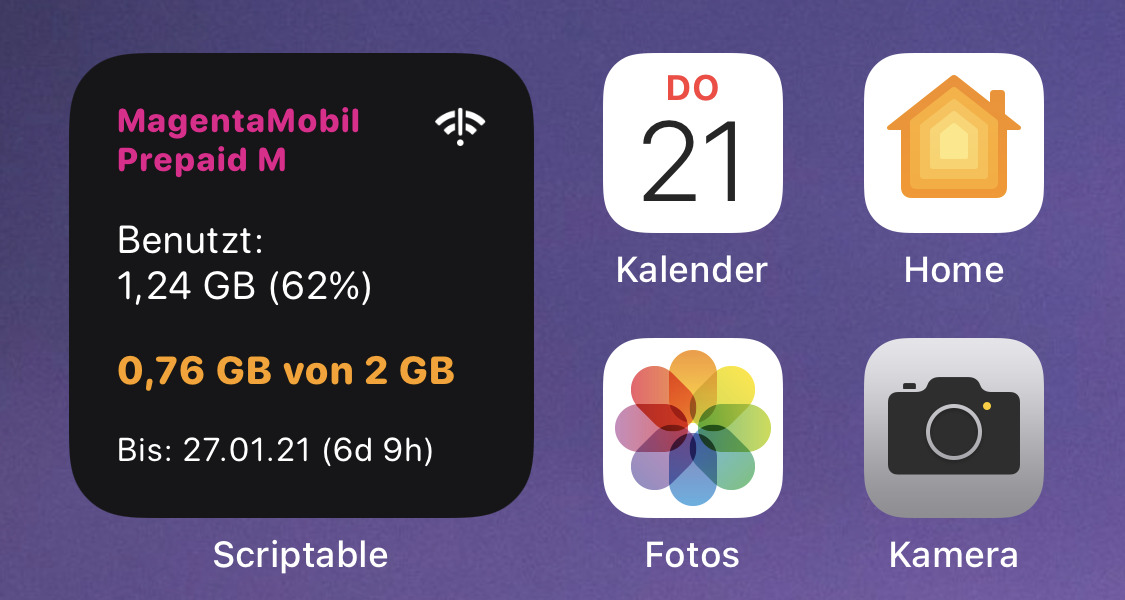 MagentaMobil
Prepaid M
Benutzt:
1,24 GB (62%)
0,76 GB von 2 GB
Bis: 27.01.21 (6d 9h)
Scriptable
DO
21
Kalender
Home
Fotos
Kamera